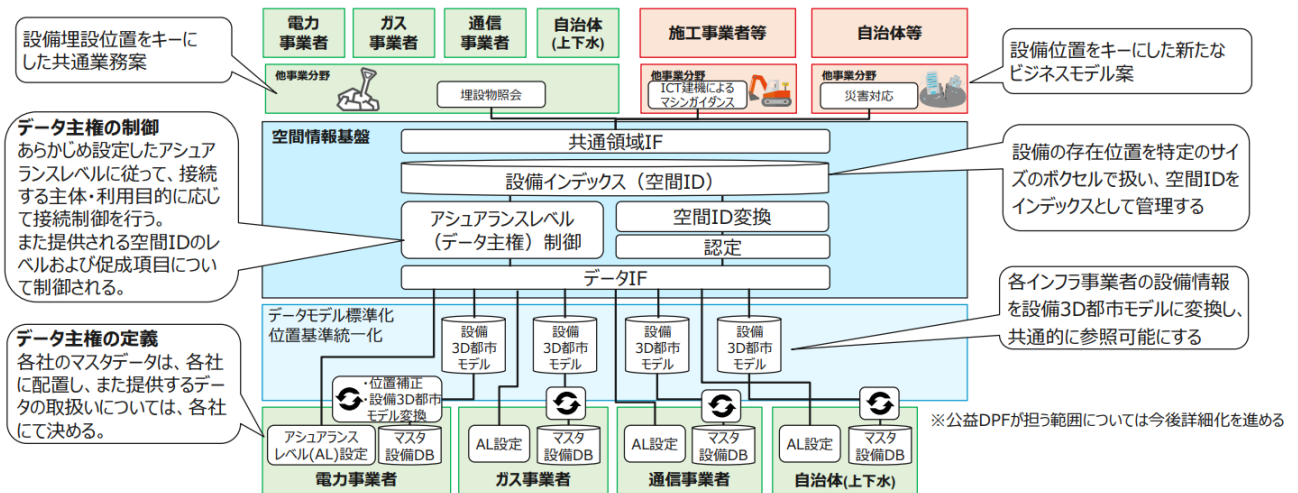 電力
事業者
ガス
事業者
通信
事業者
自治体
(上下水)
施工事業者等
自治体等
設備埋設位置をキーに
した共通業務案
設備位置をキーにした新たな
ビジネスモデル案
他事業分野
埋設物照会
他事業分野
ICT建機による
マシンガイダンス
他事業分野
災害対応
データ主権の制御
あらかじめ設定したアシュア
ランスレベルに従って、接続
する主体・利用目的に応じ
て接続制御を行う。
また提供される空間IDのレ
ベルおよび促成項目につい
て制御される。
空間情報基盤
共通領域IF
設備インデックス（空間ID）
アシュアランスレベル
（データ主権）制御
空間ID変換
認定
データIF
設備の存在位置を特定のサイ
ズのボクセルで扱い、空間IDを
インデックスとして管理する
データモデル標準化
位置基準統一化
設備
3D都市
モデル
設備
3D都市
モデル
設備
3D都市
モデル
設備
3D都市
モデル
各インフラ事業者の設備情報
を設備3D都市モデルに変換し、
共通的に参照可能にする
データ主権の定義
各社のマスタデータは、各社
に配置し、また提供するデー
タの取扱いについては、各社
にて決める。
・位置補正
・設備3D都市
モデル変換
アシュアランス
レベル(AL)設定
マスタ
設備DB
電力事業者
AL設定
マスタ
設備DB
ガス事業者
AL設定
マスタ
設備DB
通信事業者
AL設定
マスタ
設備DB
自治体(上下水)
※公益DPFが担う範囲については今後詳細化を進める